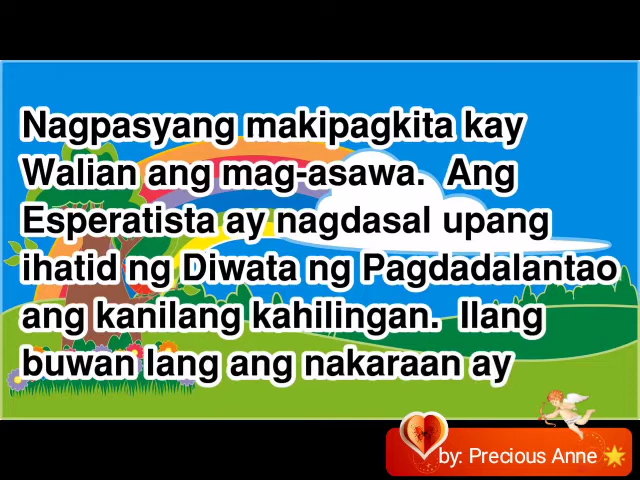 Nagpasyang makipagkita kay
Walian ang mag-asawa.  Ang
Esperatista ay nagdasal upang
ihatid ng Diwata ng Pagdadalantao
ang kanilang kahilingan.  Ilang
buwan lang ang nakaraan ay
by: Precious Anne 🌟